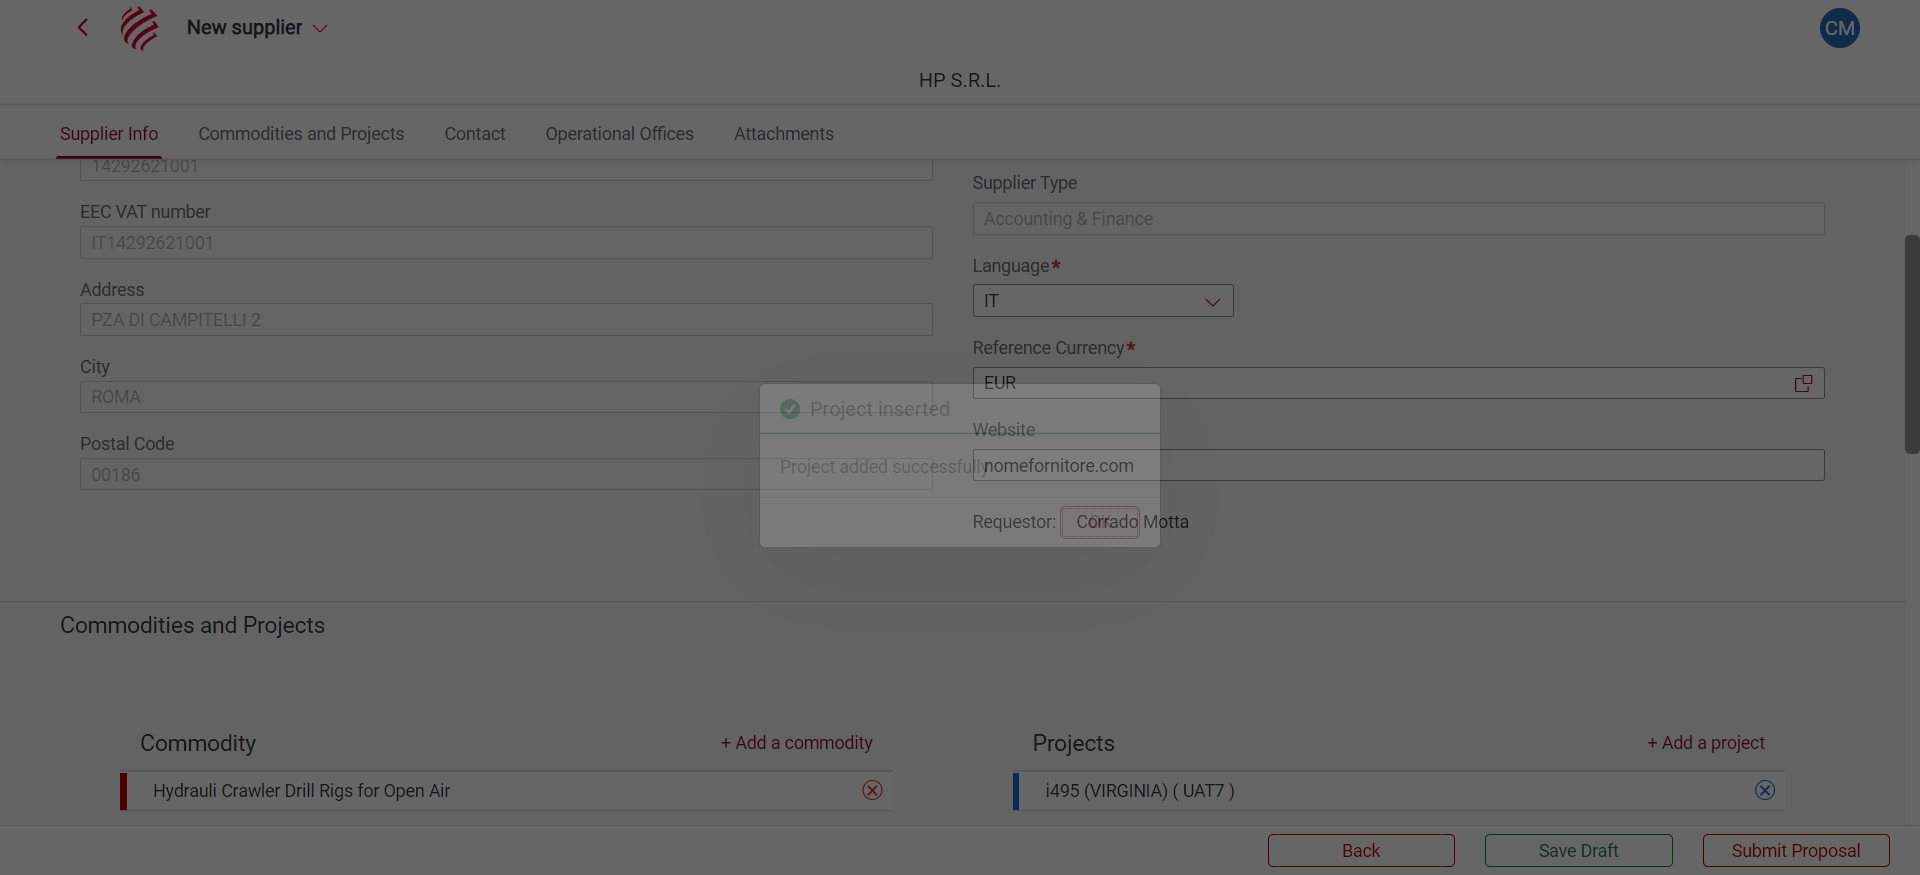 New supplier
CM
HP S.R.L.
Supplier Info
Commodities and Projects
Contact
Operational Offices
Attachments
14292621001
EEC VAT number
IT14292621001
Address
PZA DI CAMPITELLI 2
City
ROMA
Postal Code
00186
Supplier Type
Accounting & Finance
Language*
IT
Reference Currency*
EUR
Website
nomefornitore.com
Requestor: Corrado Motta
Project inserted
Project added successfully
Commodities and Projects
Commodity
+ Add a commodity
Hydrauli Crawler Drill Rigs for Open Air
Projects
+ Add a project
i495 (VIRGINIA) ( UAT7 )
Back
Save Draft
Submit Proposal